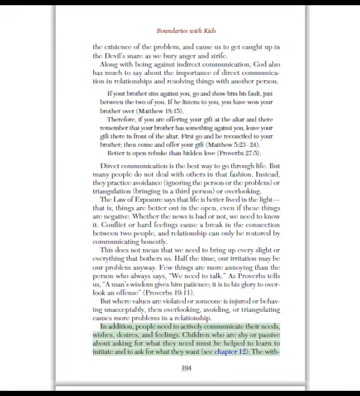 Boundaries with Kids
the existence of the problem, and cause us to get caught up in
the Devil's snare as we bury anger and strife.
Along with being against indirect communication, God also
has much to say about the importance of direct communica-
tion in relationships and resolving things with another person:
If your brother sins against you, go and show him his fault, just
between the two of you. If he listens to you, you have won your
brother over (Matthew 18:15).
Therefore, if you are offering your gift at the altar and there
remember that your brother has something against you, leave your
gift there in front of the altar. First go and be reconciled to your
brother; then come and offer your gift (Matthew 5:23–24).
Better is open rebuke than hidden love (Proverbs 27:5).
Direct communication is the best way to go through life. But
many people do not deal with others in that fashion. Instead,
they practice avoidance (ignoring the person or the problem) or
triangulation (bringing in a third person) or overlooking.
The Law of Exposure says that life is better lived in the light—
that is, things are better out in the open, even if these things
are negative. Whether the news is bad or not, we need to know
it. Conflict or hard feelings cause a break in the connection
between two people, and relationship can only be restored by
communicating honestly.
This does not mean that we need to bring up every slight or
everything that bothers us. Half the time, our irritation may be
our problem anyway. Few things are more annoying than the
person who always says, "We need to talk." As Proverbs tells
us, "A man's wisdom gives him patience; it is to his glory to over-
look an offense" (Proverbs 19:11).
But where values are violated or someone is injured or behav-
ing unacceptably, then overlooking, avoiding, or triangulating
causes more problems in a relationship.
In addition, people need to actively communicate their needs,
wishes, desires, and feelings. Children who are shy or passive
about asking for what they need must be helped to learn to
initiate and to ask for what they want (see chapter 12). The with-
194